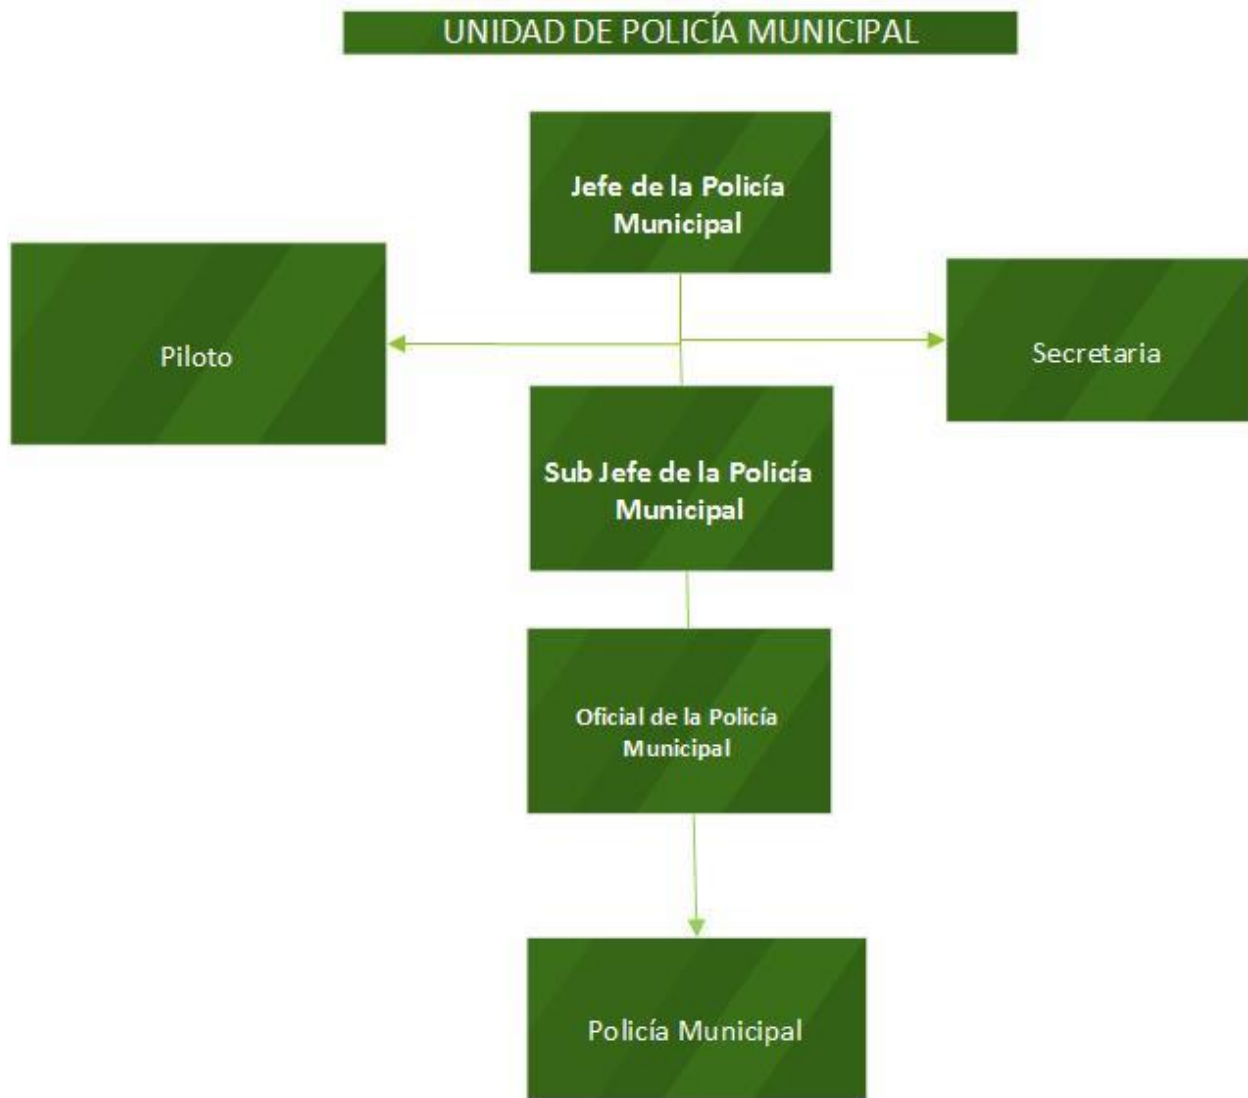 UNIDAD DE POLICÍA MUNICIPAL
Jefe de la Policía
Municipal
Piloto
Secretaria
Sub Jefe de la Policía
Municipal
Oficial de la Policía
Municipal
Policía Municipal